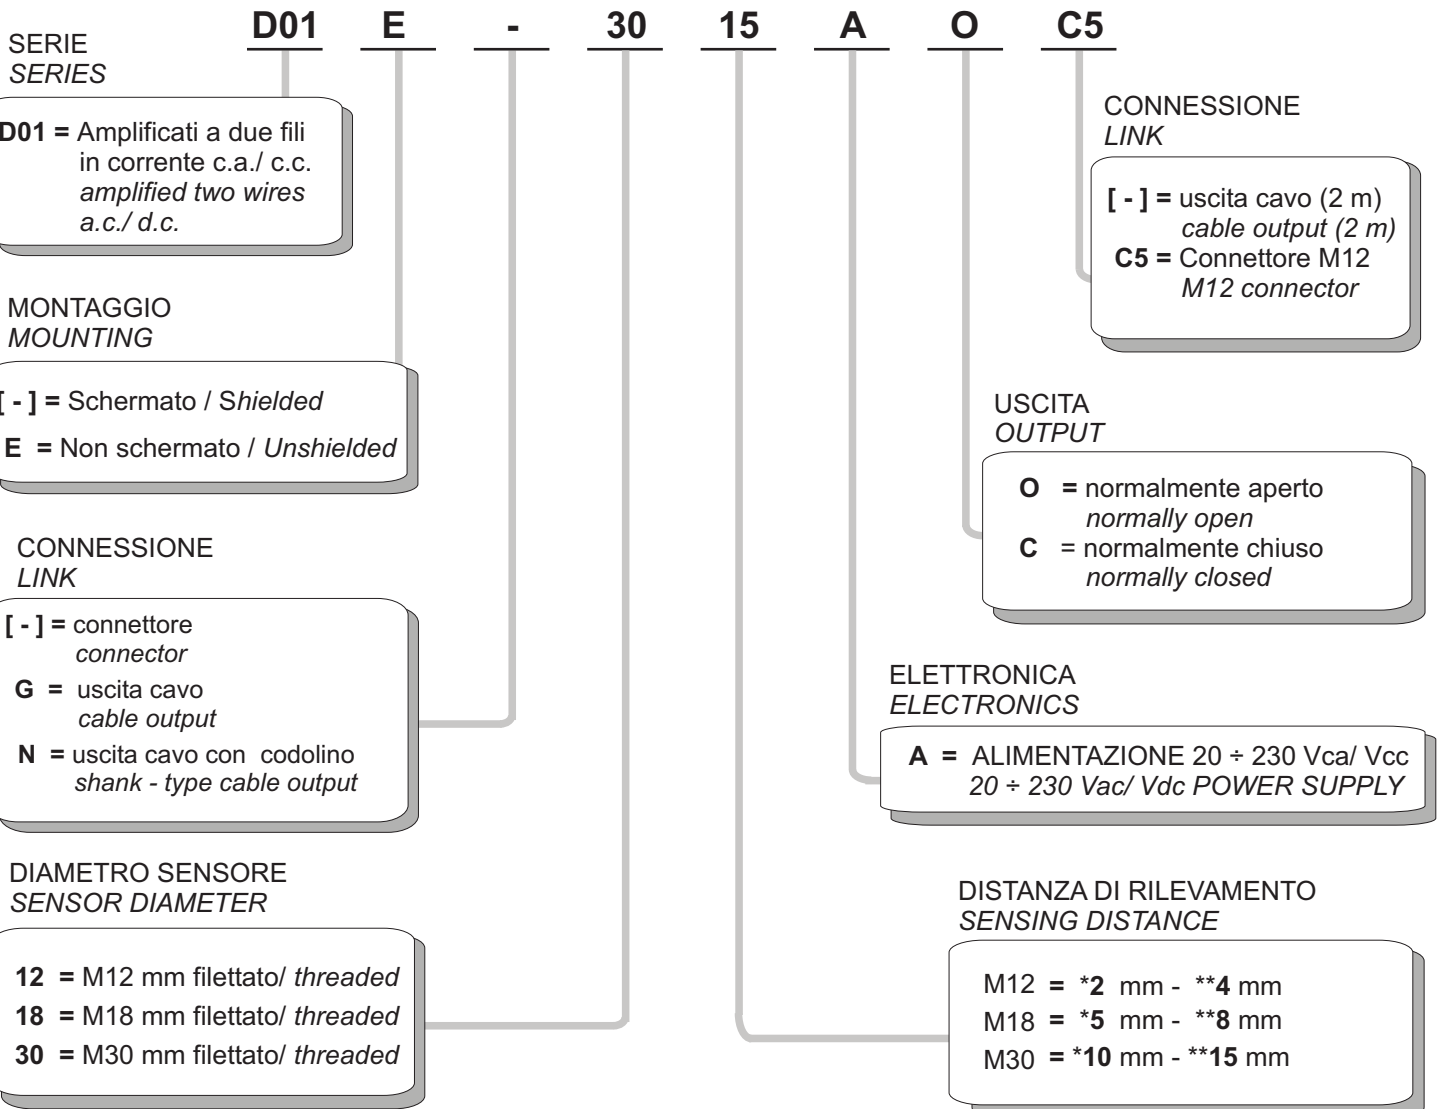 D01 E - 30 15 A O C5
SERIE
SERIES
D01 = Amplificati a due fili
in corrente c.a./ c.c.
amplified two wires
a.c./ d.c.
MONTAGGIO
MOUNTING
[ - ] = Schermato / Shielded
E = Non schermato / Unshielded
CONNESSIONE
LINK
[ - ] = connettore
connector
G = uscita cavo
cable output
N = uscita cavo con codolino
shank - type cable output
DIAMETRO SENSORE
SENSOR DIAMETER
12 = M12 mm filettato/ threaded
18 = M18 mm filettato/ threaded
30 = M30 mm filettato/ threaded
CONNESSIONE
LINK
[ - ] = uscita cavo (2 m)
cable output (2 m)
C5 = Connettore M12
M12 connector
USCITA
OUTPUT
O = normalmente aperto
normally open
C = normalmente chiuso
normally closed
ELETTRONICA
ELECTRONICS
A = ALIMENTAZIONE 20 ÷ 230 Vca/ Vcc
20 ÷ 230 Vac/ Vdc POWER SUPPLY
DISTANZA DI RILEVAMENTO
SENSING DISTANCE
M12 = *2 mm - **4 mm
M18 = *5 mm - **8 mm
M30 = *10 mm - **15 mm